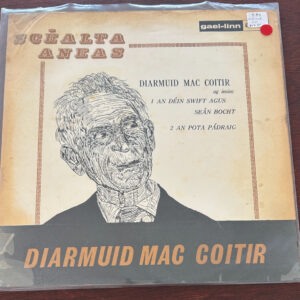 gael-linn
SCÉALTA
ANEAS
DIARMUID MAC COITIR
ag insint
1 AN DÉIN SWIFT AGUS
SEÁN BOCHT
2 AN POTA PÁDRAIG
DIARMUID MAC COITIR